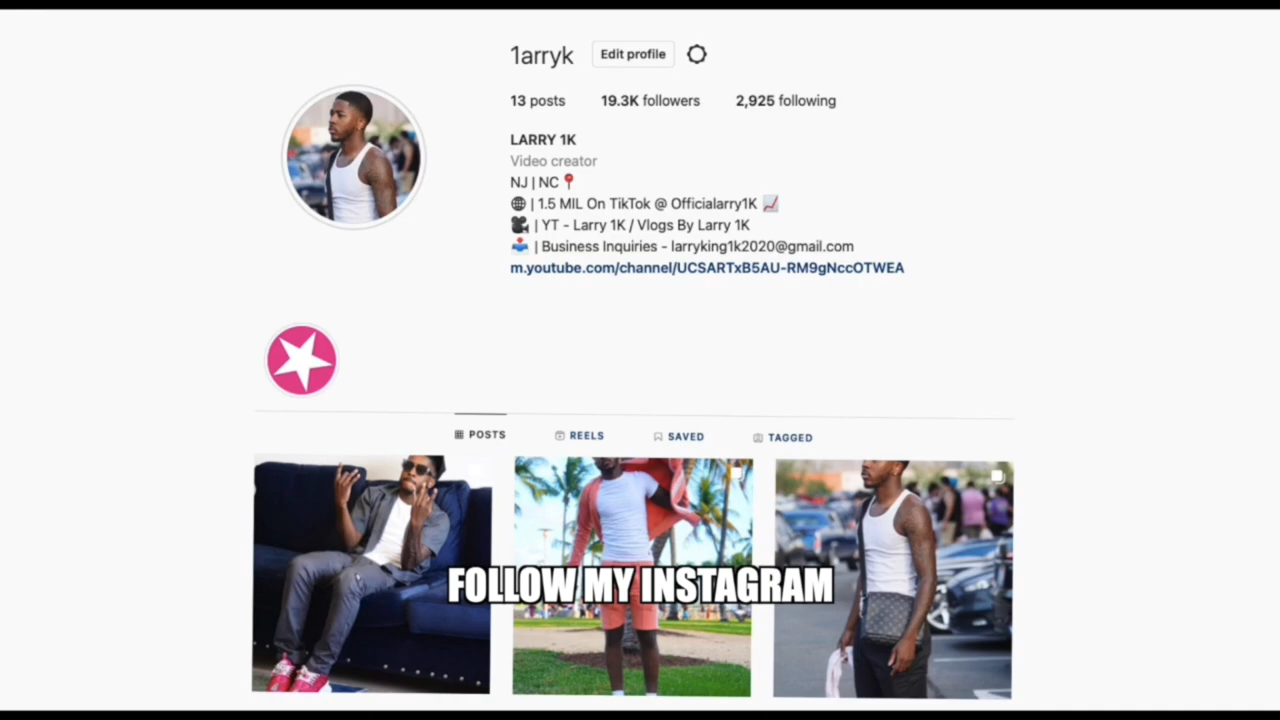 1arryk Edit profile
13 posts 19.3K followers 2,925 following
LARRY 1K
Video creator
NJ | NC📍
🌐 | 1.5 MIL On TikTok @ Officialarry1K 📈
🎥 | YT - Larry 1K / Vlogs By Larry 1K
📥 | Business Inquiries - larryking1k2020@gmail.com
m.youtube.com/channel/UCSARTxB5AU-RM9gNccOTWEA
POSTS REELS SAVED TAGGED
FOLLOW MY INSTAGRAM